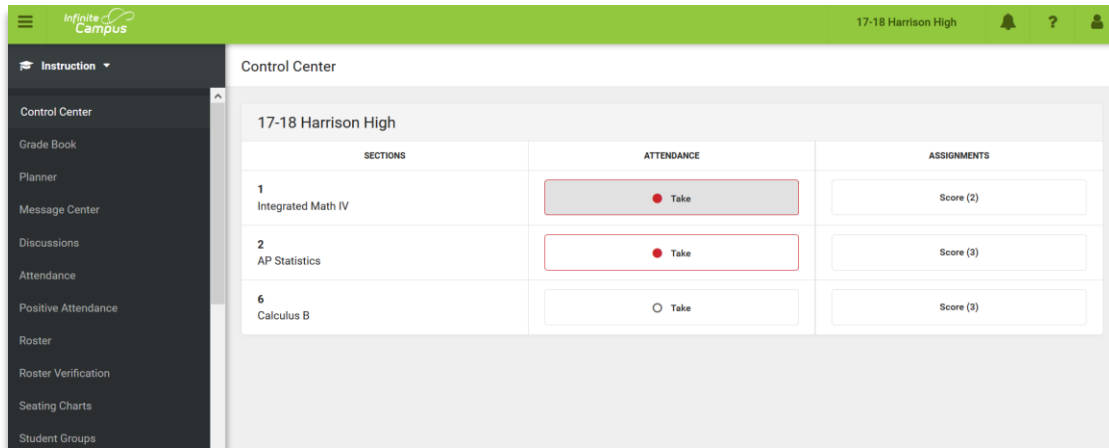 Infinite
Campus
17-18 Harrison High
?
Instruction
Control Center
Grade Book
Planner
Message Center
Discussions
Attendance
Positive Attendance
Roster
Roster Verification
Seating Charts
Student Groups
Control Center
17-18 Harrison High
SECTIONS ATTENDANCE ASSIGNMENTS
1
Integrated Math IV
Take
Score (2)
2
AP Statistics
Take
Score (3)
6
Calculus B
Take
Score (3)